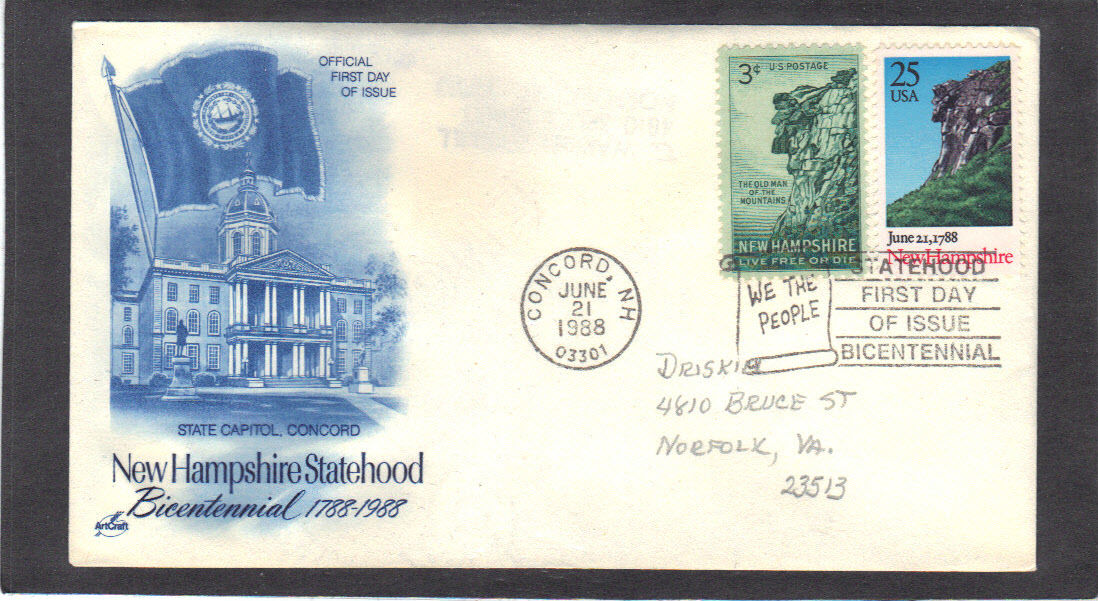 OFFICIAL
FIRST DAY
OF ISSUE
STATE CAPITOL, CONCORD
New Hampshire Statehood
Bicentennial 1788-1988
ArtCraft
3¢ U.S. POSTAGE
THE OLD MAN
OF THE
MOUNTAINS
NEW HAMPSHIRE
LIVE FREE OR DIE
25
USA
June 21, 1788
New Hampshire
CONCORD, NH
JUNE
21
1988
03301
WE THE
PEOPLE
STATEHOOD
FIRST DAY
OF ISSUE
BICENTENNIAL
4810 BRUCE ST
NORFOLK, VA.
23513